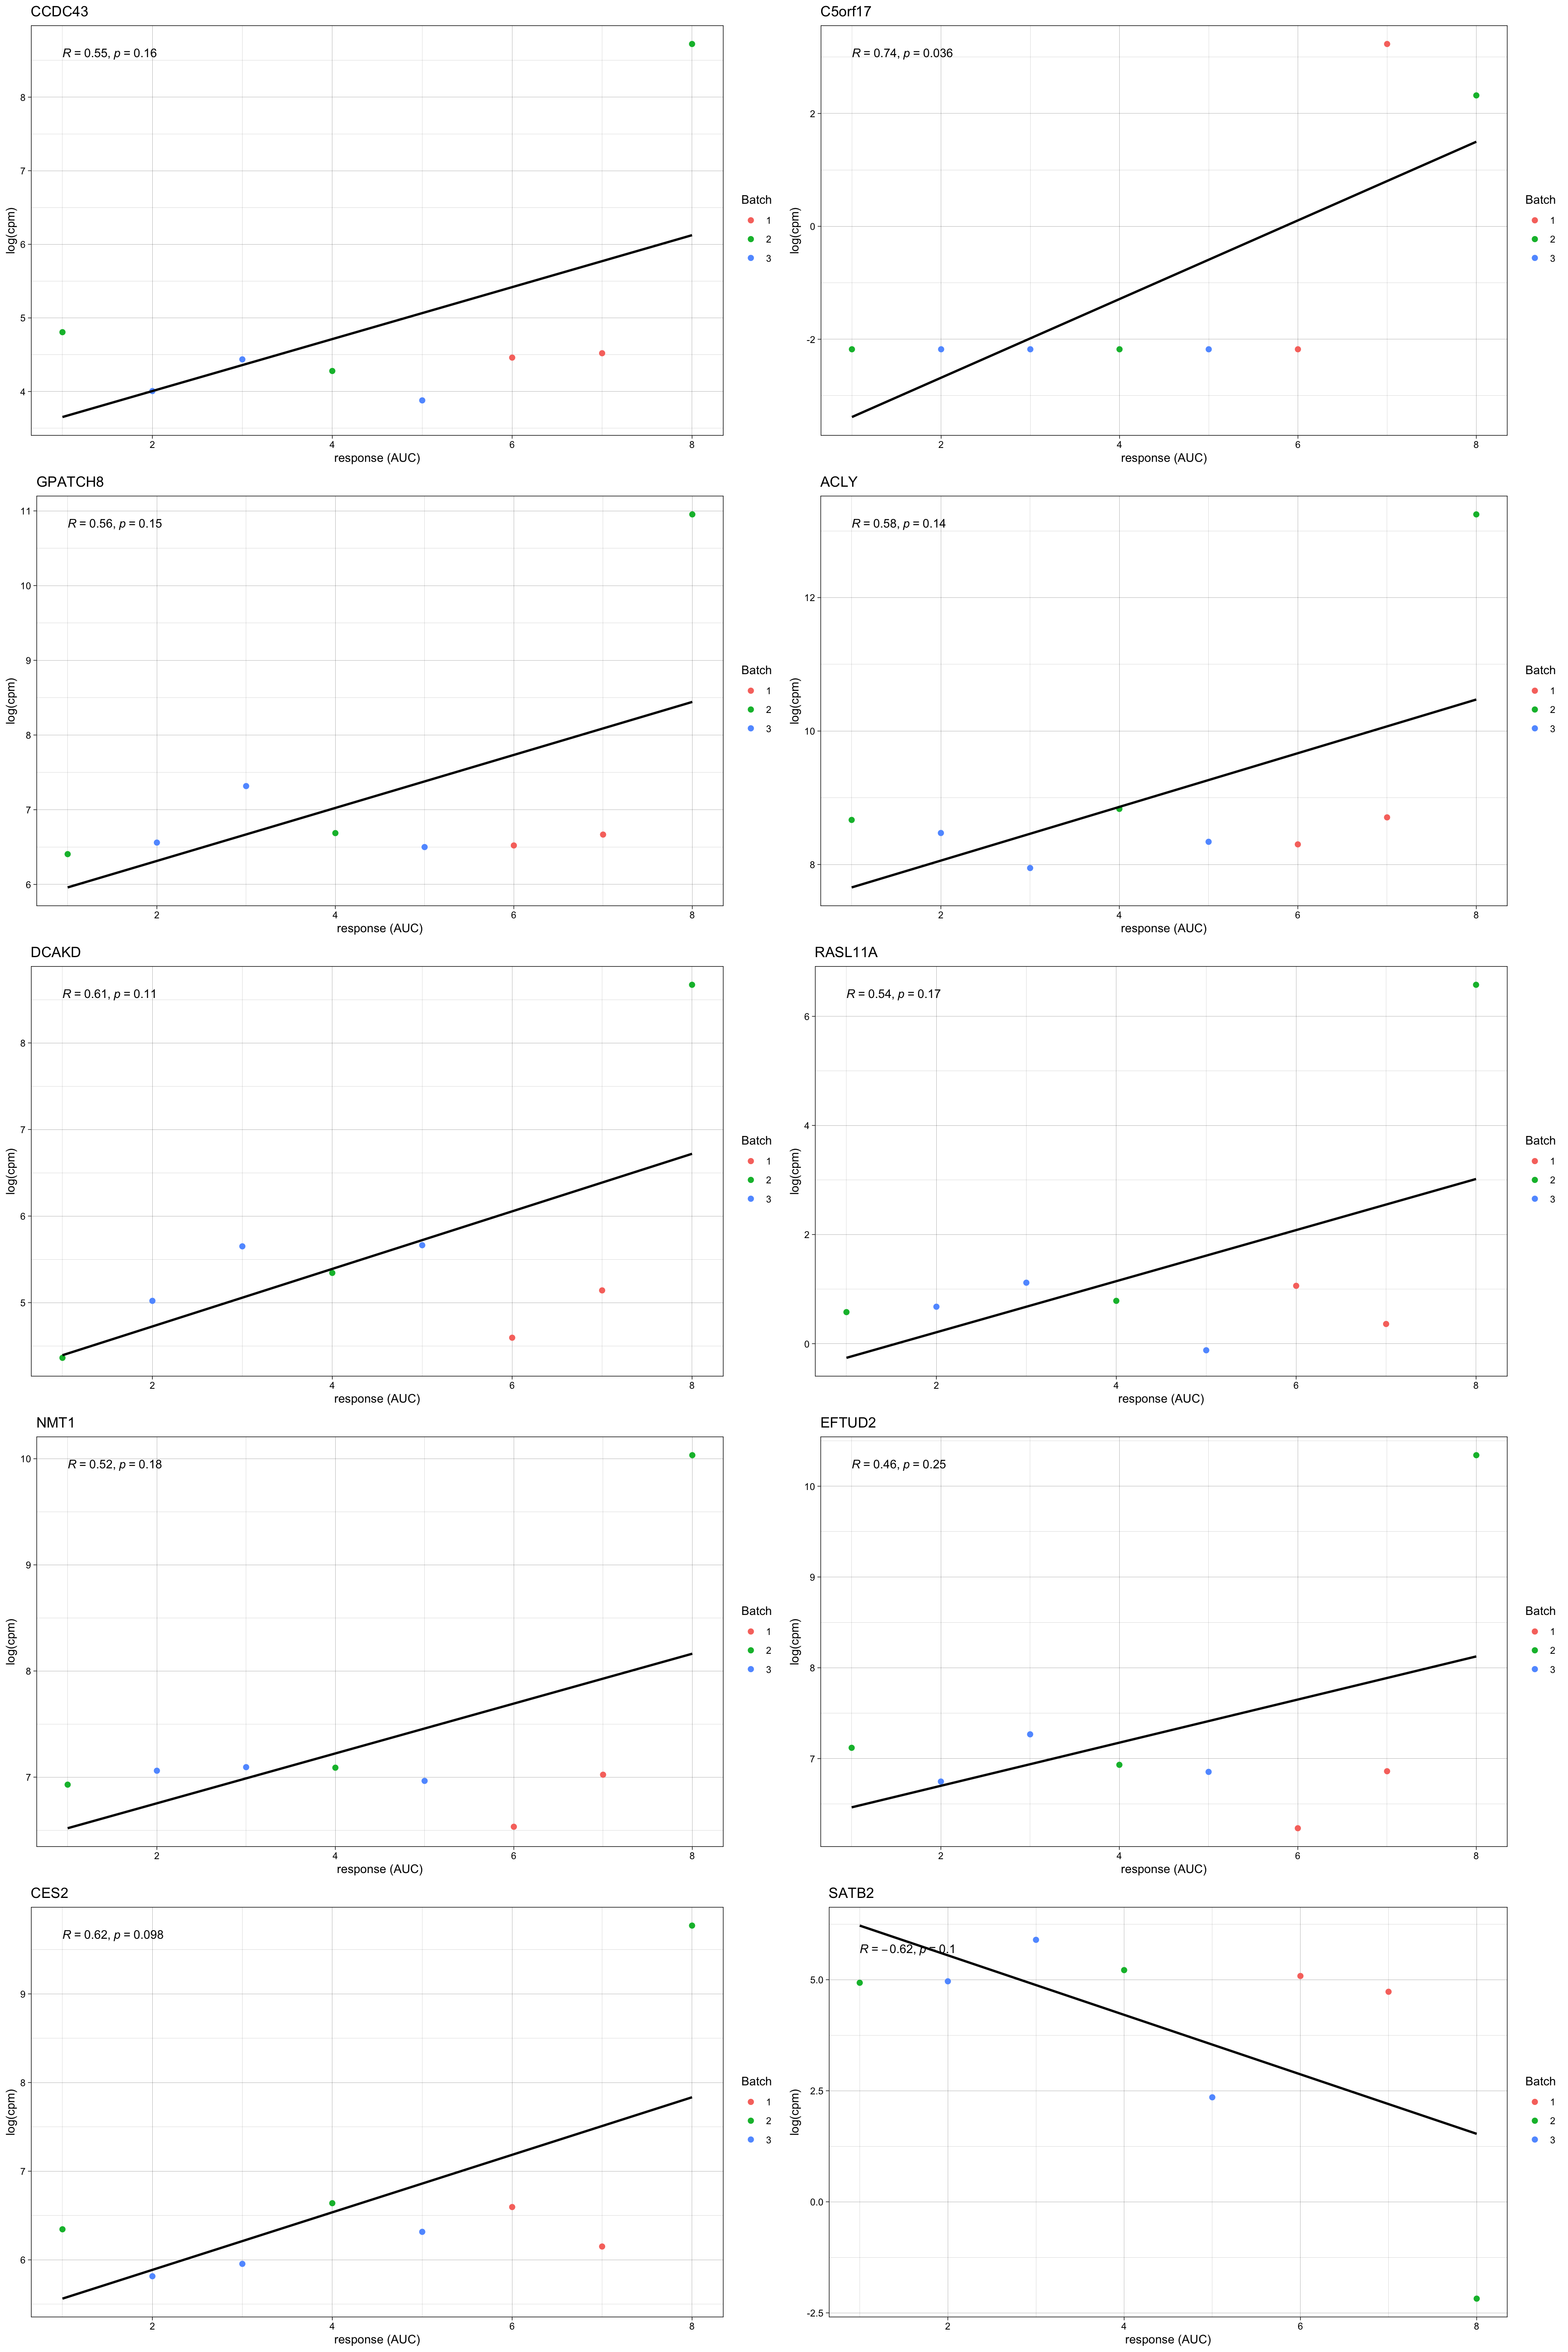 CCDC43
R = 0.55, p = 0.16
8
7
6
5
4
log(cpm)
2 4 6 8
response (AUC)
Batch
1
2
3
C5orf17
R = 0.74, p = 0.036
2
0
-2
log(cpm)
2 4 6 8
response (AUC)
Batch
1
2
3
GPATCH8
R = 0.56, p = 0.15
11
10
9
8
7
6
log(cpm)
2 4 6 8
response (AUC)
Batch
1
2
3
ACLY
R = 0.58, p = 0.14
12
10
8
log(cpm)
2 4 6 8
response (AUC)
Batch
1
2
3
DCAKD
R = 0.61, p = 0.11
8
7
6
5
log(cpm)
2 4 6 8
response (AUC)
Batch
1
2
3
RASL11A
R = 0.54, p = 0.17
6
4
2
0
log(cpm)
2 4 6 8
response (AUC)
Batch
1
2
3
NMT1
R = 0.52, p = 0.18
10
9
8
7
log(cpm)
2 4 6 8
response (AUC)
Batch
1
2
3
EFTUD2
R = 0.46, p = 0.25
10
9
8
7
log(cpm)
2 4 6 8
response (AUC)
Batch
1
2
3
CES2
R = 0.62, p = 0.098
9
8
7
6
log(cpm)
2 4 6 8
response (AUC)
Batch
1
2
3
SATB2
R = −0.62, p = 0.1
5.0
2.5
0.0
-2.5
log(cpm)
2 4 6 8
response (AUC)
Batch
1
2
3